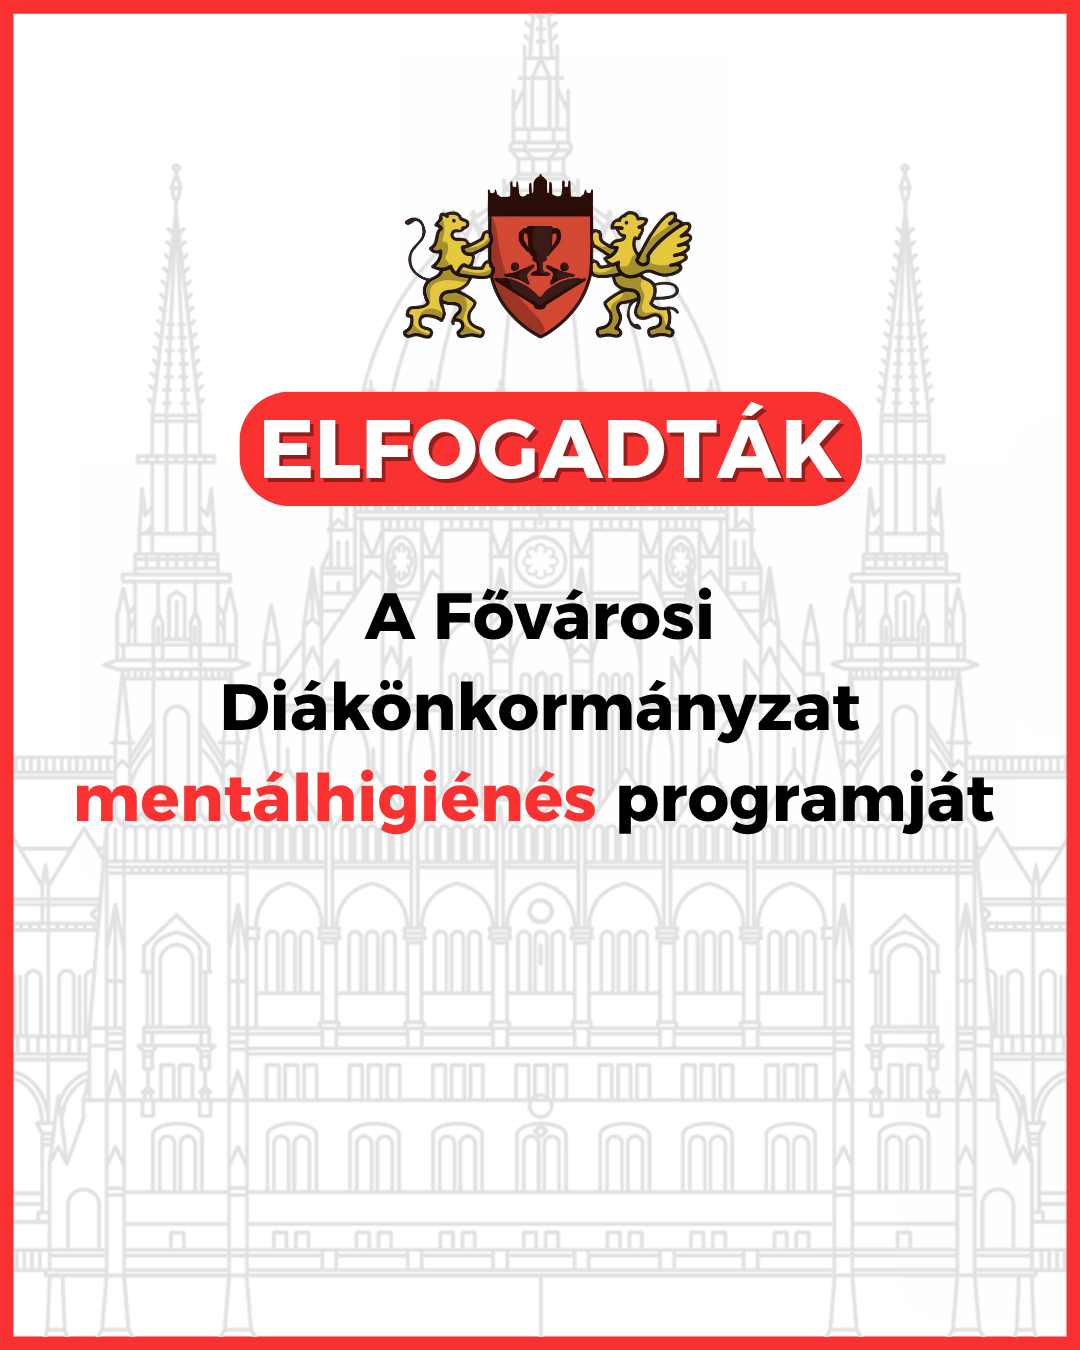 ELFOGADTÁK
A Fővárosi
Diákönkormányzat
mentálhigiénés programját